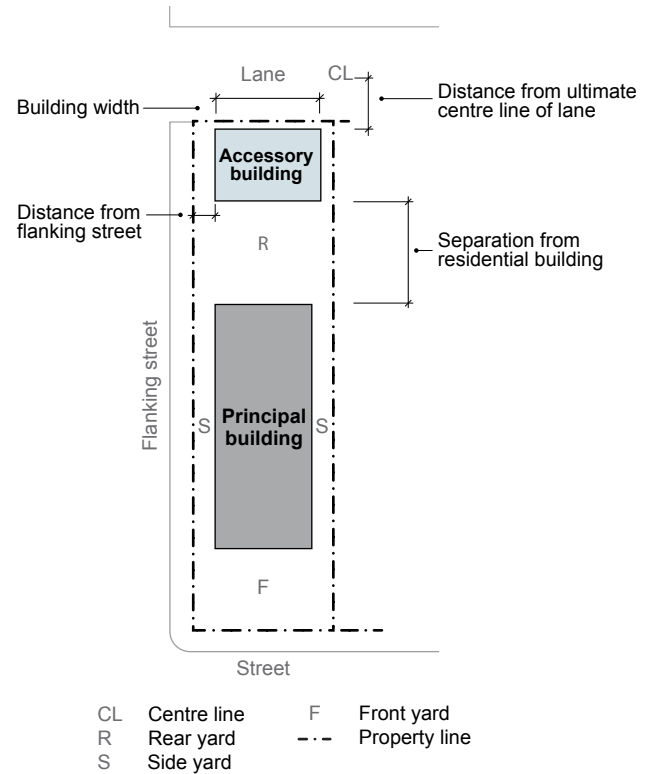 Lane
CL
Building width
Distance from ultimate
centre line of lane
Accessory
building
Distance from
flanking street
R
Separation from
residential building
Flanking street
S
Principal
building
S
F
Street
CL Centre line
R Rear yard
S Side yard
F Front yard
Property line